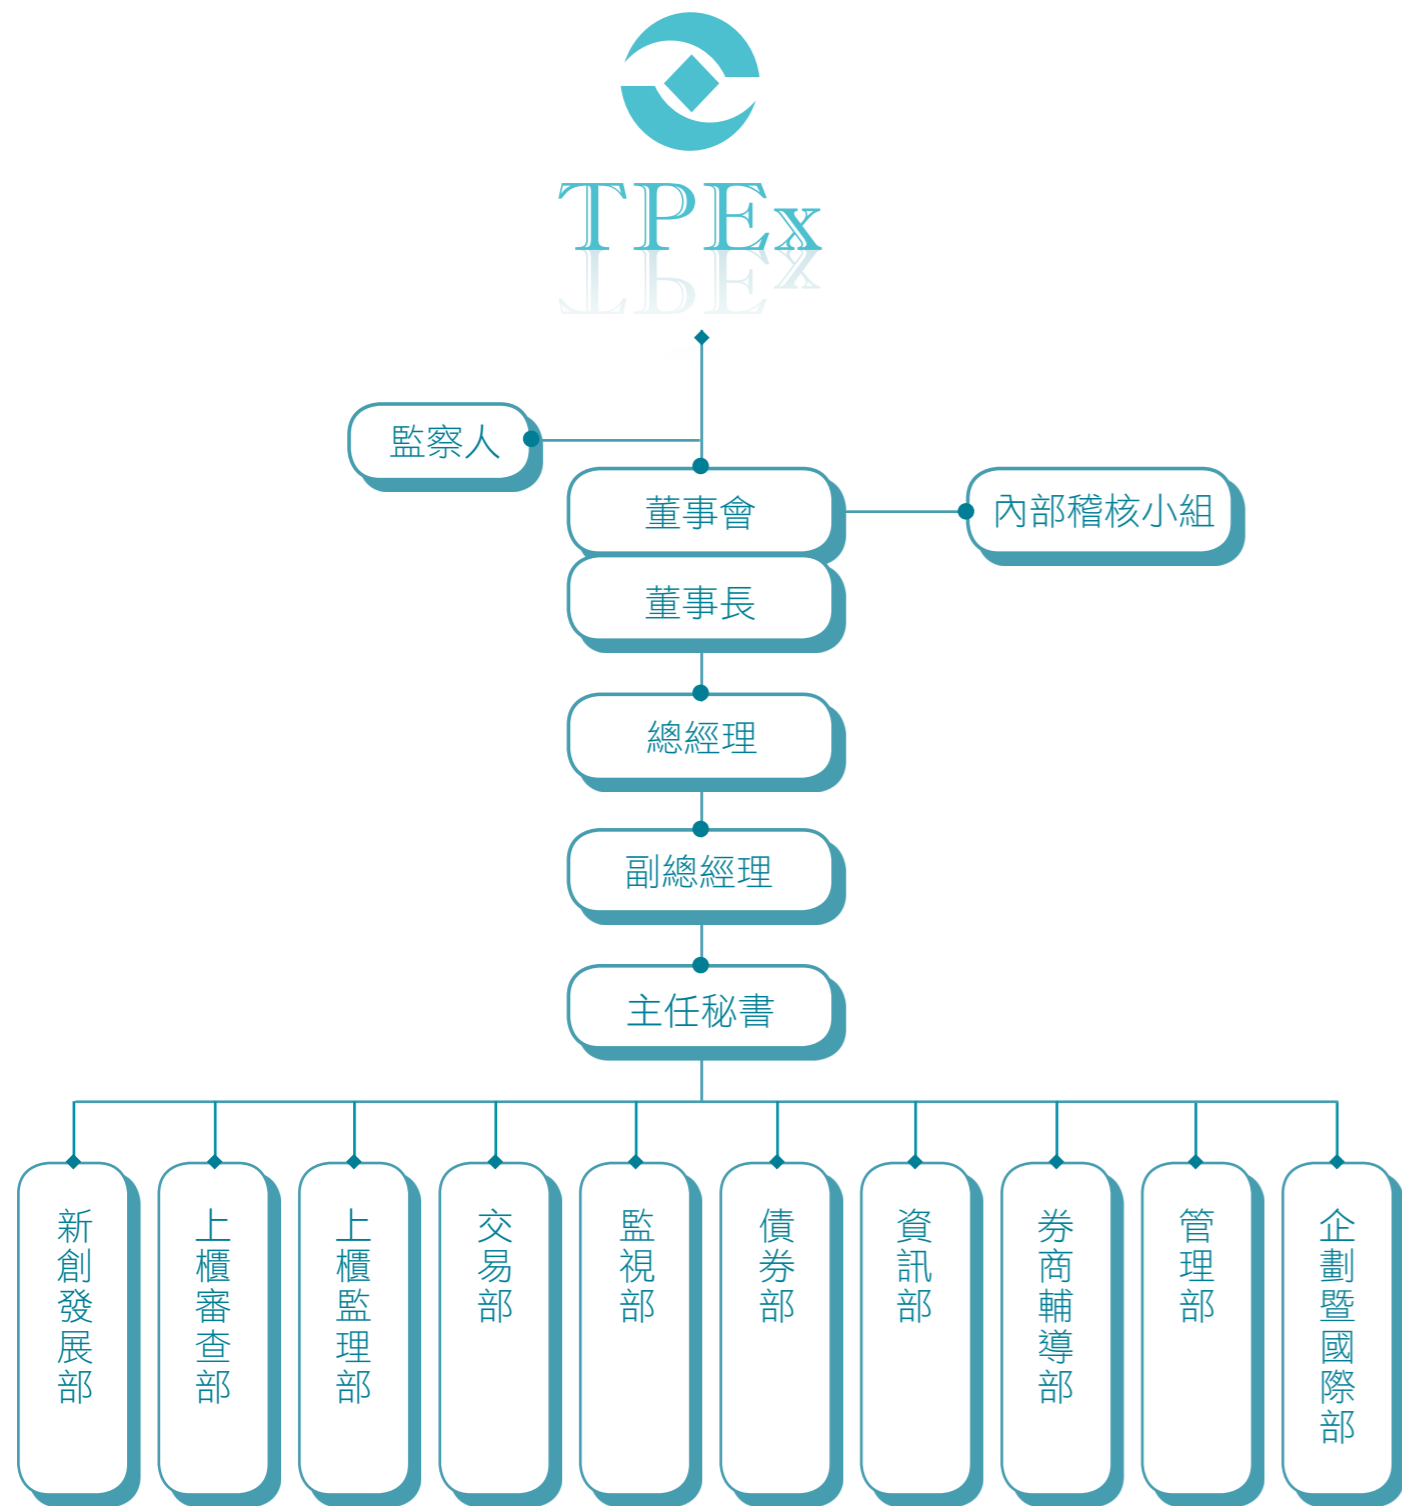 TPEx
監察人
董事會
內部稽核小組
董事長
總經理
副總經理
主任秘書
新創發展部
上櫃審查部
上櫃監理部
交易部
監視部
債券部
資訊部
券商輔導部
管理部
企劃暨國際部